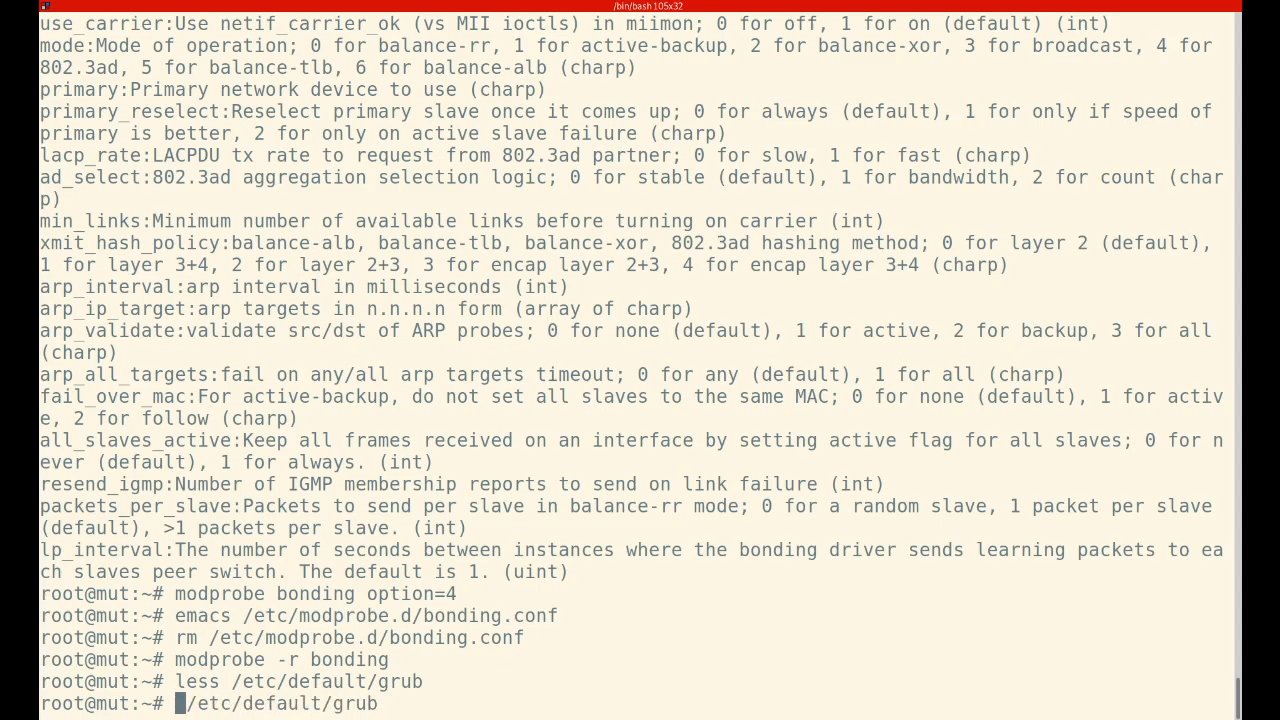 /bin/bash 105x32
use_carrier:Use netif_carrier_ok (vs MII ioctls) in miimon; 0 for off, 1 for on (default) (int)
mode:Mode of operation; 0 for balance-rr, 1 for active-backup, 2 for balance-xor, 3 for broadcast, 4 for
802.3ad, 5 for balance-tlb, 6 for balance-alb (charp)
primary:Primary network device to use (charp)
primary_reselect:Reselect primary slave once it comes up; 0 for always (default), 1 for only if speed of
primary is better, 2 for only on active slave failure (charp)
lacp_rate:LACPDU tx rate to request from 802.3ad partner; 0 for slow, 1 for fast (charp)
ad_select:802.3ad aggregation selection logic; 0 for stable (default), 1 for bandwidth, 2 for count (char
p)
min_links:Minimum number of available links before turning on carrier (int)
xmit_hash_policy:balance-alb, balance-tlb, balance-xor, 802.3ad hashing method; 0 for layer 2 (default),
1 for layer 3+4, 2 for layer 2+3, 3 for encap layer 2+3, 4 for encap layer 3+4 (charp)
arp_interval:arp interval in milliseconds (int)
arp_ip_target:arp targets in n.n.n.n form (array of charp)
arp_validate:validate src/dst of ARP probes; 0 for none (default), 1 for active, 2 for backup, 3 for all
(charp)
arp_all_targets:fail on any/all arp targets timeout; 0 for any (default), 1 for all (charp)
fail_over_mac:For active-backup, do not set all slaves to the same MAC; 0 for none (default), 1 for activ
e, 2 for follow (charp)
all_slaves_active:Keep all frames received on an interface by setting active flag for all slaves; 0 for n
ever (default), 1 for always. (int)
resend_igmp:Number of IGMP membership reports to send on link failure (int)
packets_per_slave:Packets to send per slave in balance-rr mode; 0 for a random slave, 1 packet per slave
(default), >1 packets per slave. (int)
lp_interval:The number of seconds between instances where the bonding driver sends learning packets to ea
ch slaves peer switch. The default is 1. (uint)
root@mut:~# modprobe bonding option=4
root@mut:~# emacs /etc/modprobe.d/bonding.conf
root@mut:~# rm /etc/modprobe.d/bonding.conf
root@mut:~# modprobe -r bonding
root@mut:~# less /etc/default/grub
root@mut:~# /etc/default/grub